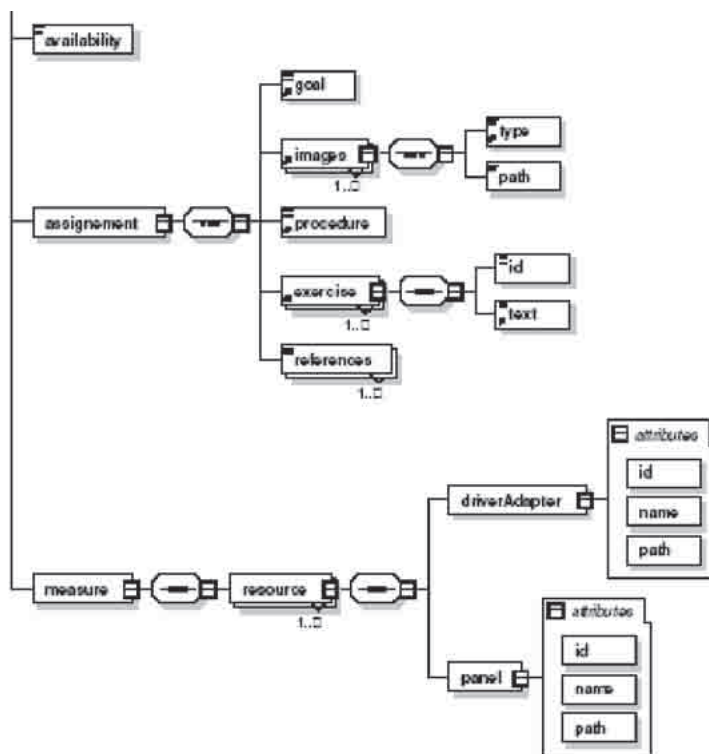 availability
goal
type
images
1..□
path
assignement
procedure
id
exercise
1..□
text
references
1..□
attributes
id
driverAdapter
name
path
measure
resource
1..□
attributes
id
panel
name
path